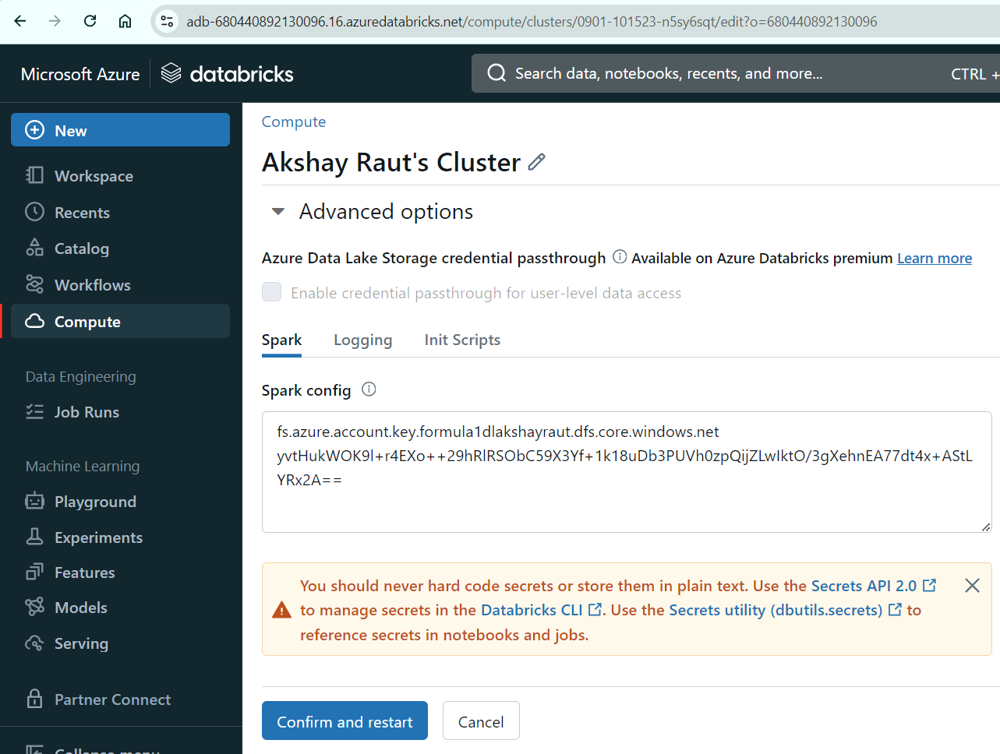 adb-680440892130096.16.azuredatabricks.net/compute/clusters/0901-101523-n5sy6sqt/edit?o=680440892130096
Microsoft Azure
databricks
Search data, notebooks, recents, and more...
CTRL +
New
Workspace
Recents
Catalog
Workflows
Compute
Data Engineering
Job Runs
Machine Learning
Playground
Experiments
Features
Models
Serving
Partner Connect
Collapse menu
Compute
Akshay Raut's Cluster
Advanced options
Azure Data Lake Storage credential passthrough Available on Azure Databricks premium Learn more
Enable credential passthrough for user-level data access
Spark Logging Init Scripts
Spark config
fs.azure.account.key.formula1dlakshayraut.dfs.core.windows.net
yvtHukWOK9l+r4EXo++29hRlRSObC59X3Yf+1k18uDb3PUVh0zpQijZLwIktO/3gXehnEA77dt4x+AStL
YRx2A==
You should never hard code secrets or store them in plain text. Use the Secrets API 2.0
to manage secrets in the Databricks CLI. Use the Secrets utility (dbutils.secrets) to
reference secrets in notebooks and jobs.
Confirm and restart
Cancel